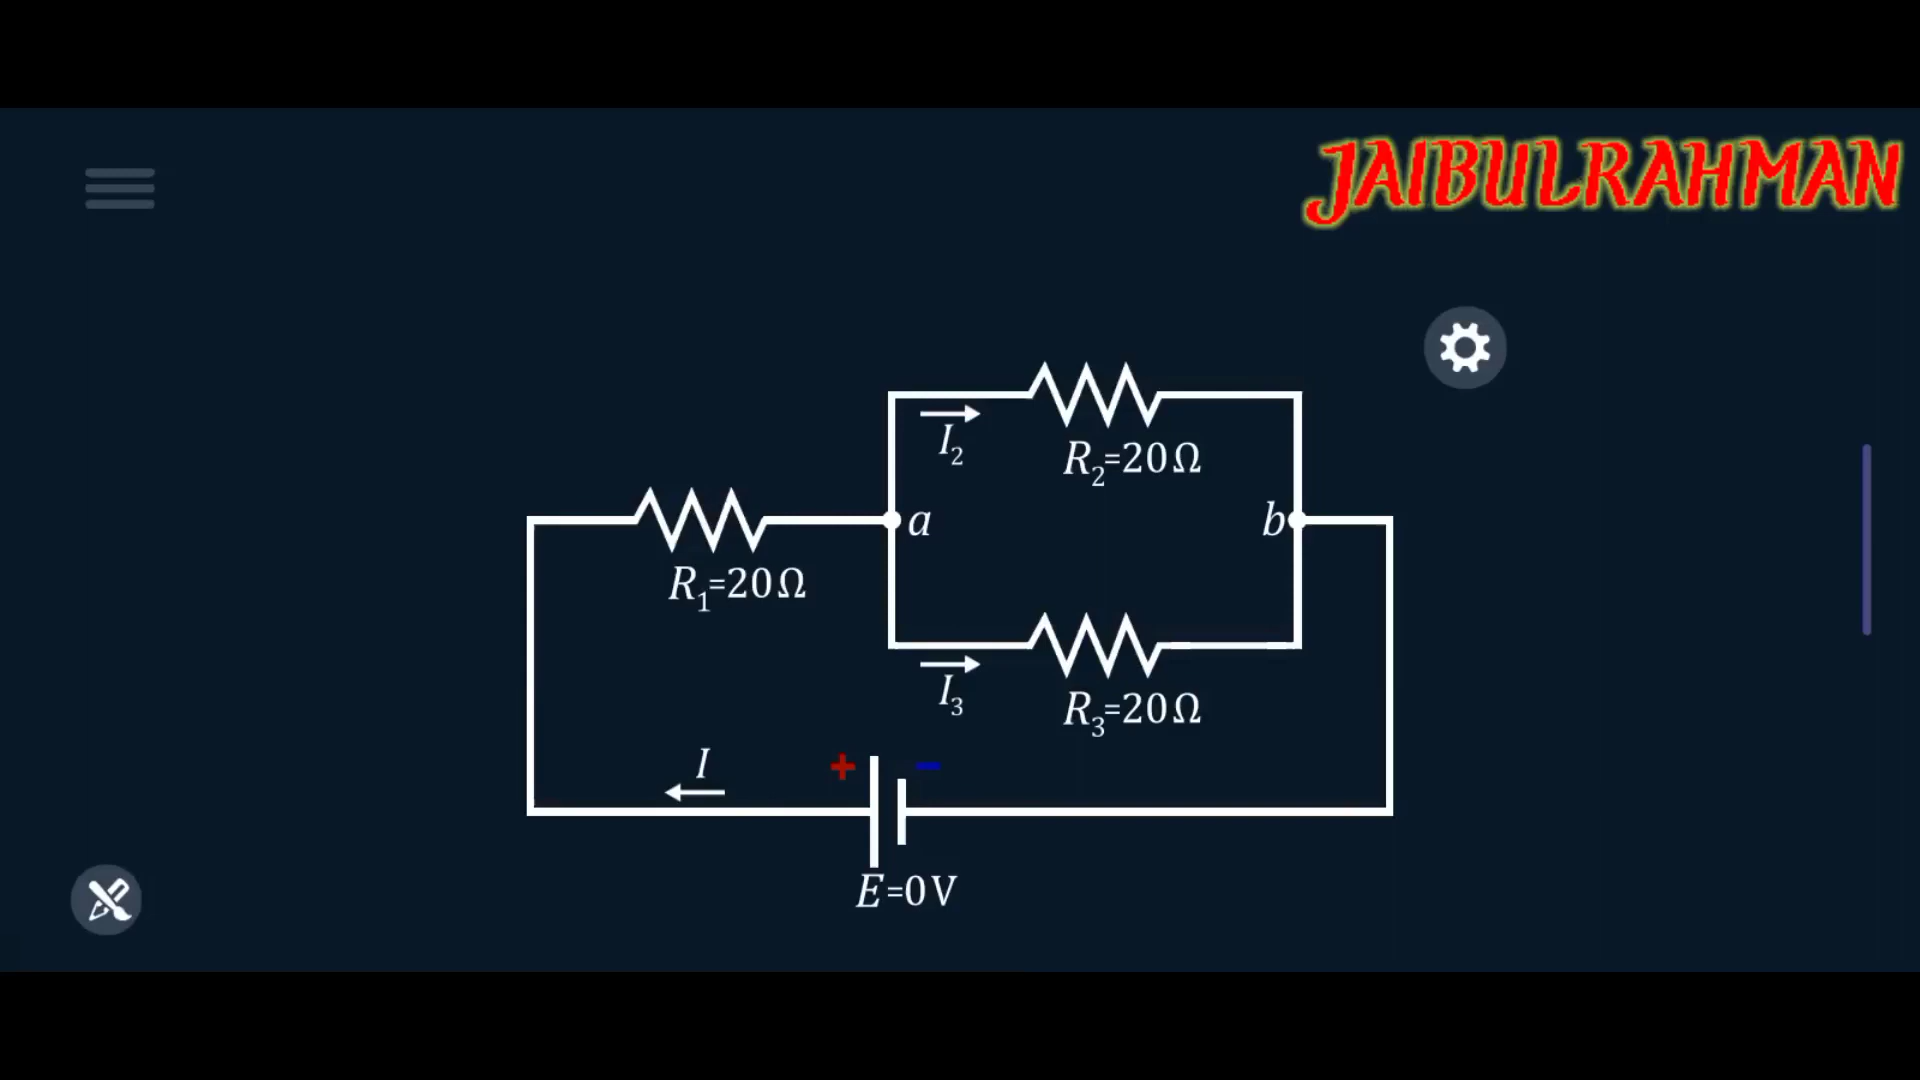 JAIBULRAHMAN
I₂
R₂=20Ω
a
b
R₁=20Ω
I₃
R₃=20Ω
I
+
−
E=0V